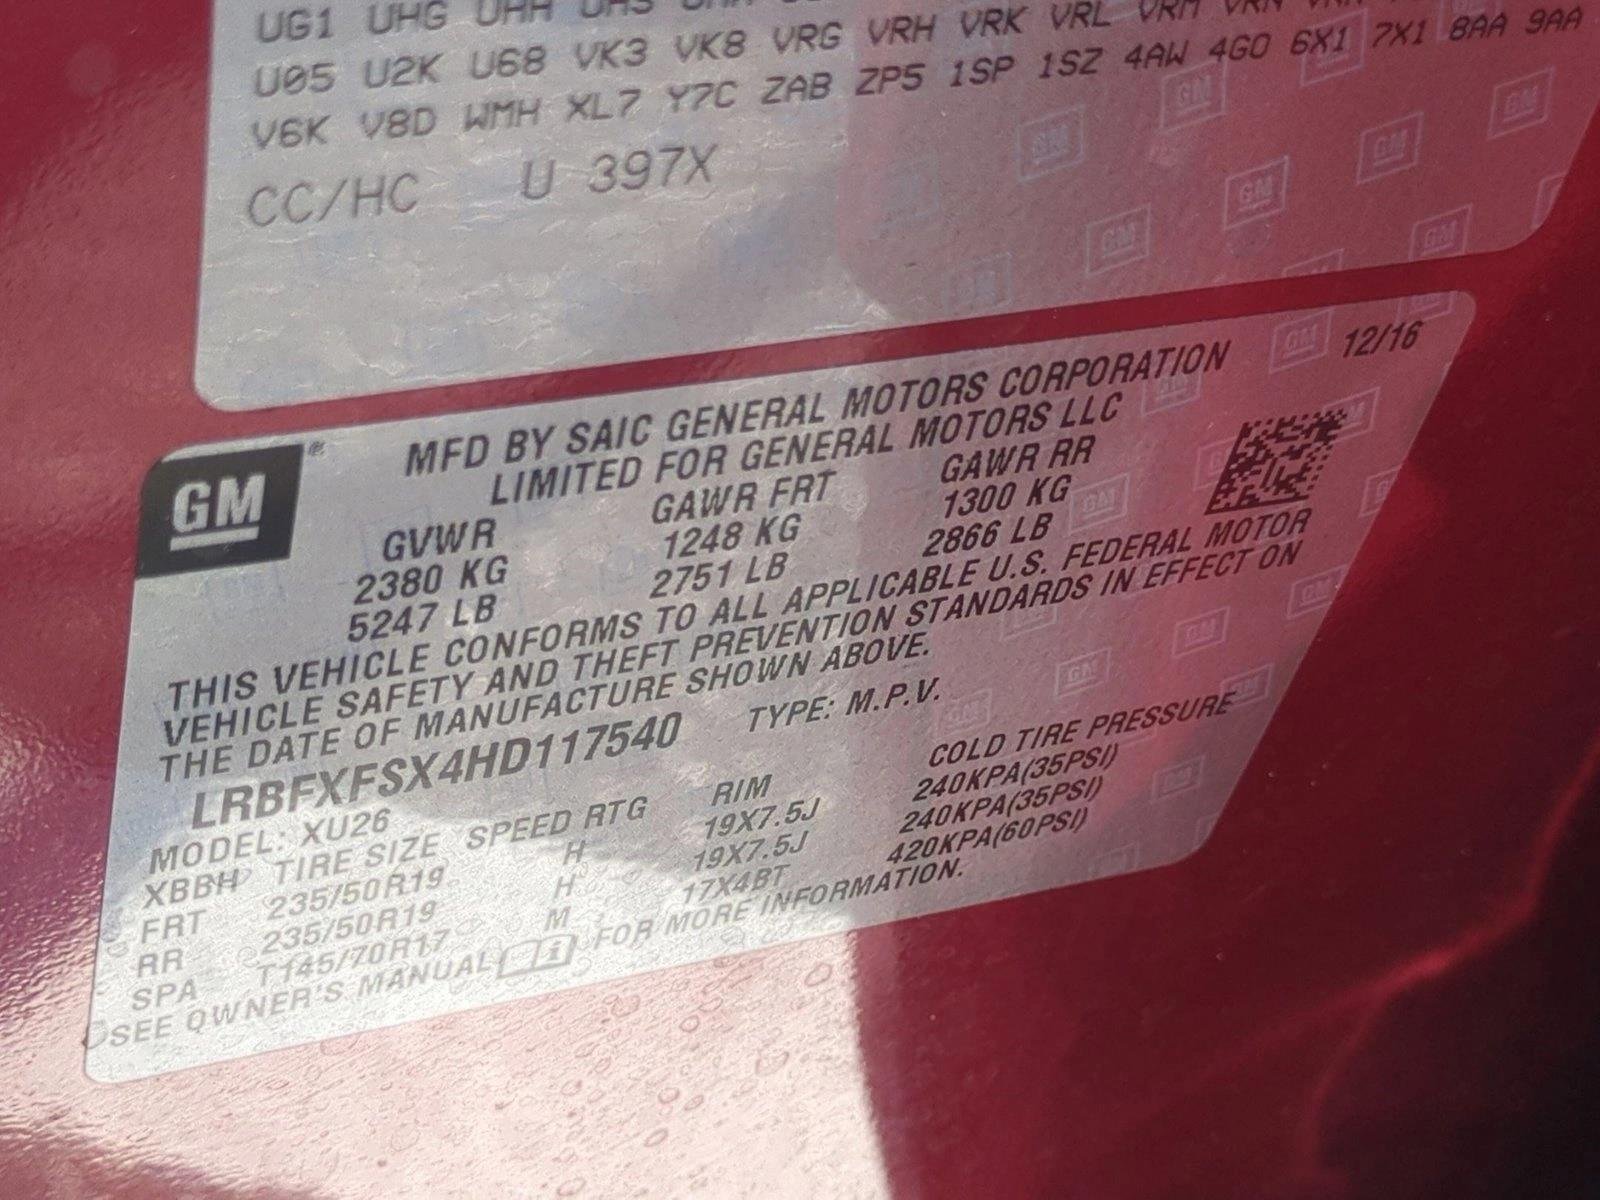 UG1 UHG UHH UHS
U05 U2K U68 VK3 VK8 VRG VRH VRK VRL VRM VRN
V6K V8D WMH XL7 Y7C ZAB ZP5 1SP 1SZ 4AW 4G0 6X1 7X1 8AA 9AA
CC/HC U 397X
GM®
MFD BY SAIC GENERAL MOTORS CORPORATION 12/16
LIMITED FOR GENERAL MOTORS LLC
GVWR GAWR FRT GAWR RR
2380 KG 1248 KG 1300 KG
5247 LB 2751 LB 2866 LB
THIS VEHICLE CONFORMS TO ALL APPLICABLE U.S. FEDERAL MOTOR
VEHICLE SAFETY AND THEFT PREVENTION STANDARDS IN EFFECT ON
THE DATE OF MANUFACTURE SHOWN ABOVE.
LRBFXFSX4HD117540 TYPE: M.P.V.
MODEL: XU26
XBBH TIRE SIZE SPEED RTG RIM COLD TIRE PRESSURE
FRT 235/50R19 H 19X7.5J 240KPA(35PSI)
RR 235/50R19 H 19X7.5J 240KPA(35PSI)
SPA T145/70R17 M 17X4BT 420KPA(60PSI)
SEE OWNER'S MANUAL FOR MORE INFORMATION.